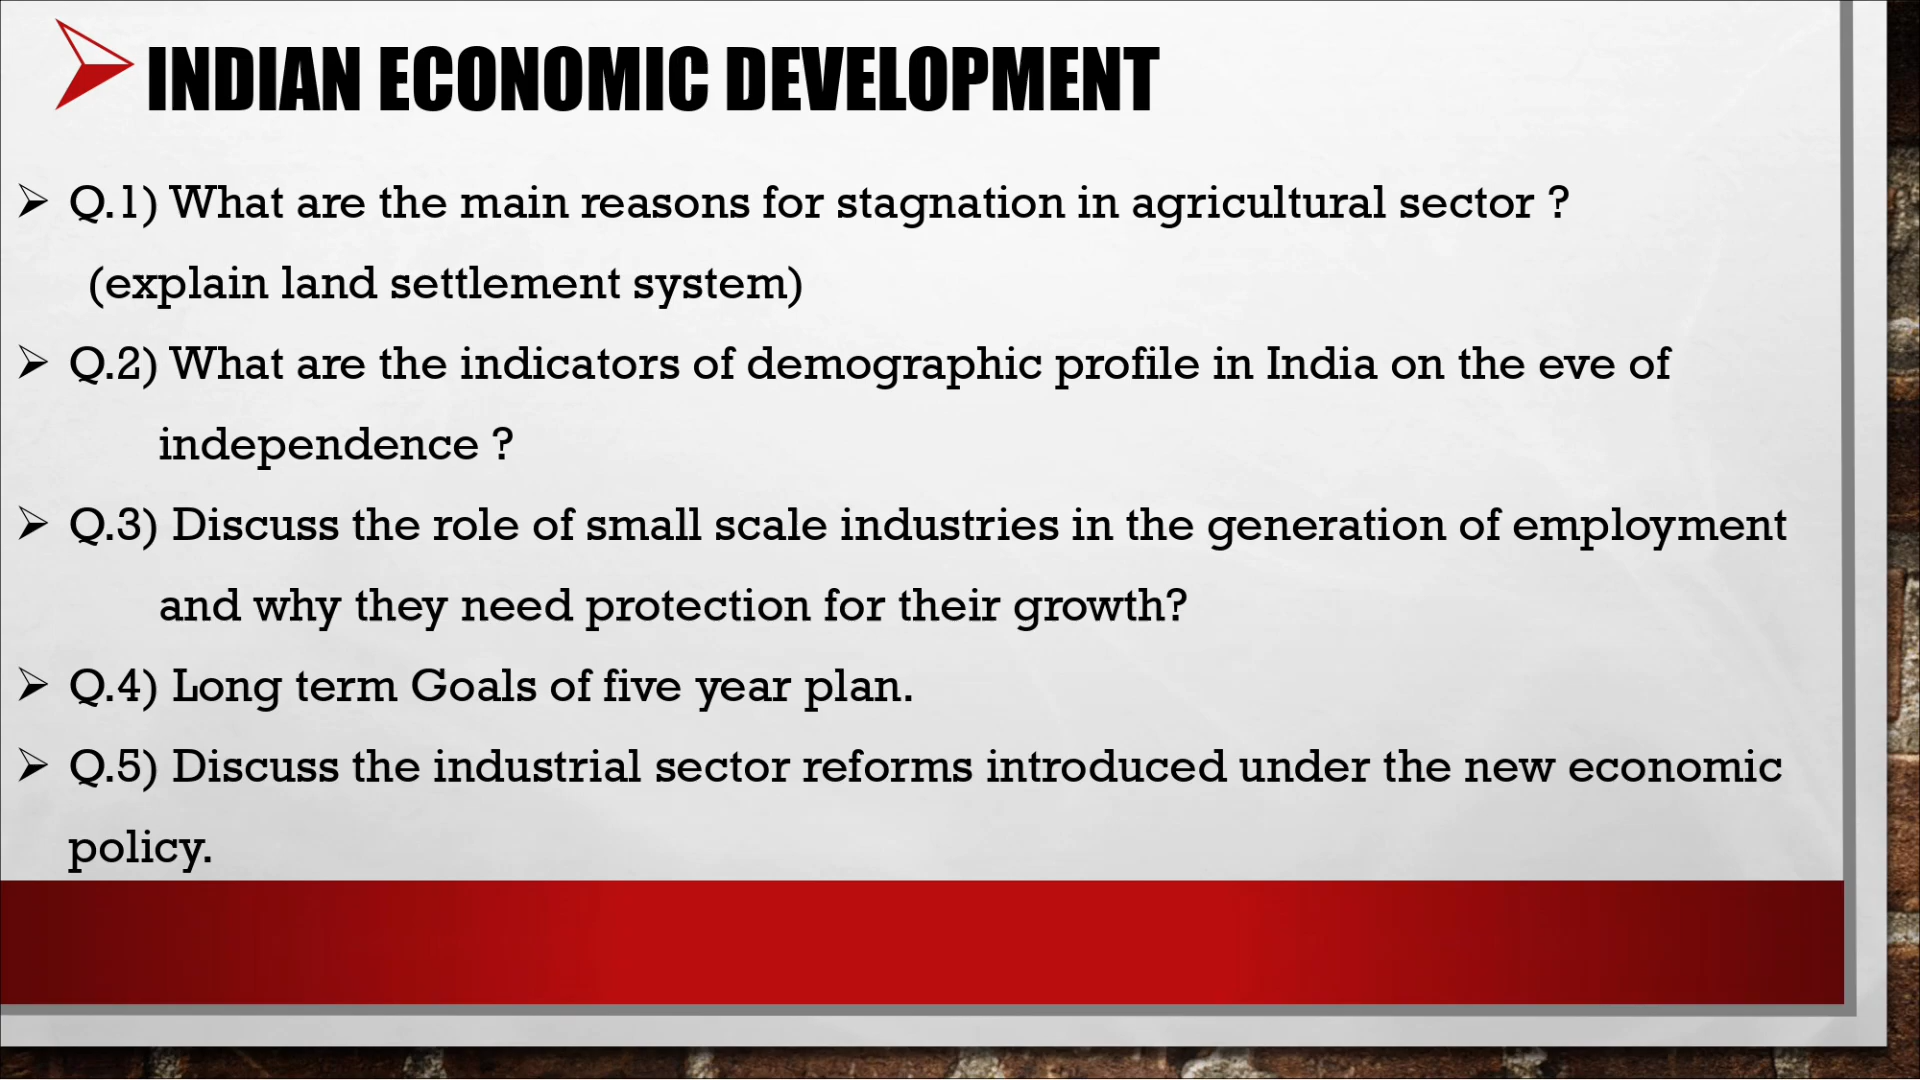 INDIAN ECONOMIC DEVELOPMENT
Q.1) What are the main reasons for stagnation in agricultural sector ?
(explain land settlement system)
Q.2) What are the indicators of demographic profile in India on the eve of
independence ?
Q.3) Discuss the role of small scale industries in the generation of employment
and why they need protection for their growth?
Q.4) Long term Goals of five year plan.
Q.5) Discuss the industrial sector reforms introduced under the new economic
policy.